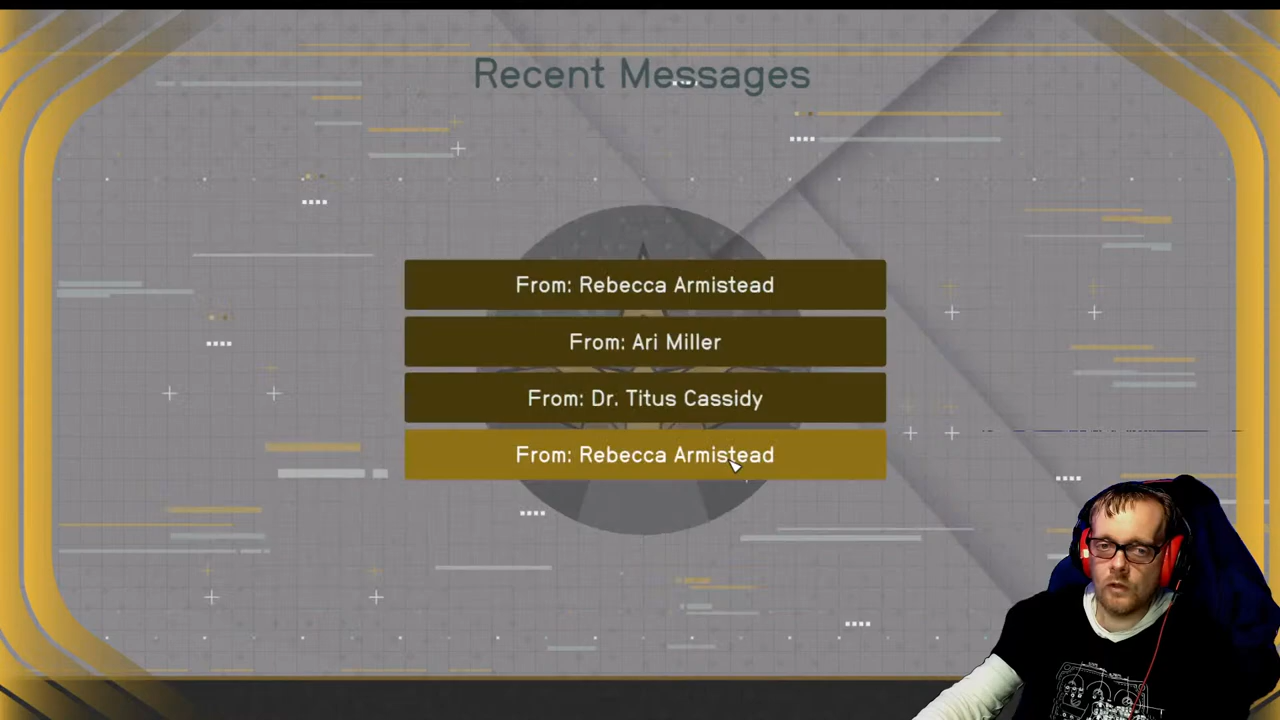 Recent Messages
From: Rebecca Armistead
From: Ari Miller
From: Dr. Titus Cassidy
From: Rebecca Armistead